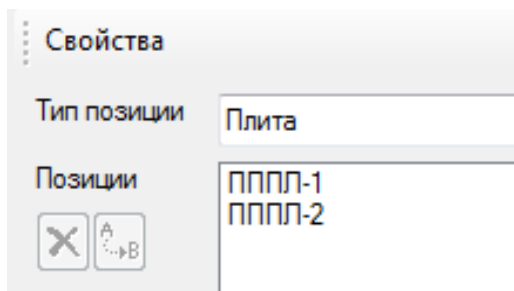 Свойства
Тип позиции
Плита
Позиции
ПППЛ-1
ПППЛ-2
A
B